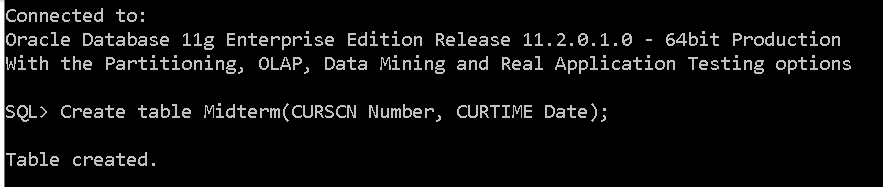 Connected to:
Oracle Database 11g Enterprise Edition Release 11.2.0.1.0 - 64bit Production
With the Partitioning, OLAP, Data Mining and Real Application Testing options
SQL> Create table Midterm(CURSCN Number, CURTIME Date);
Table created.